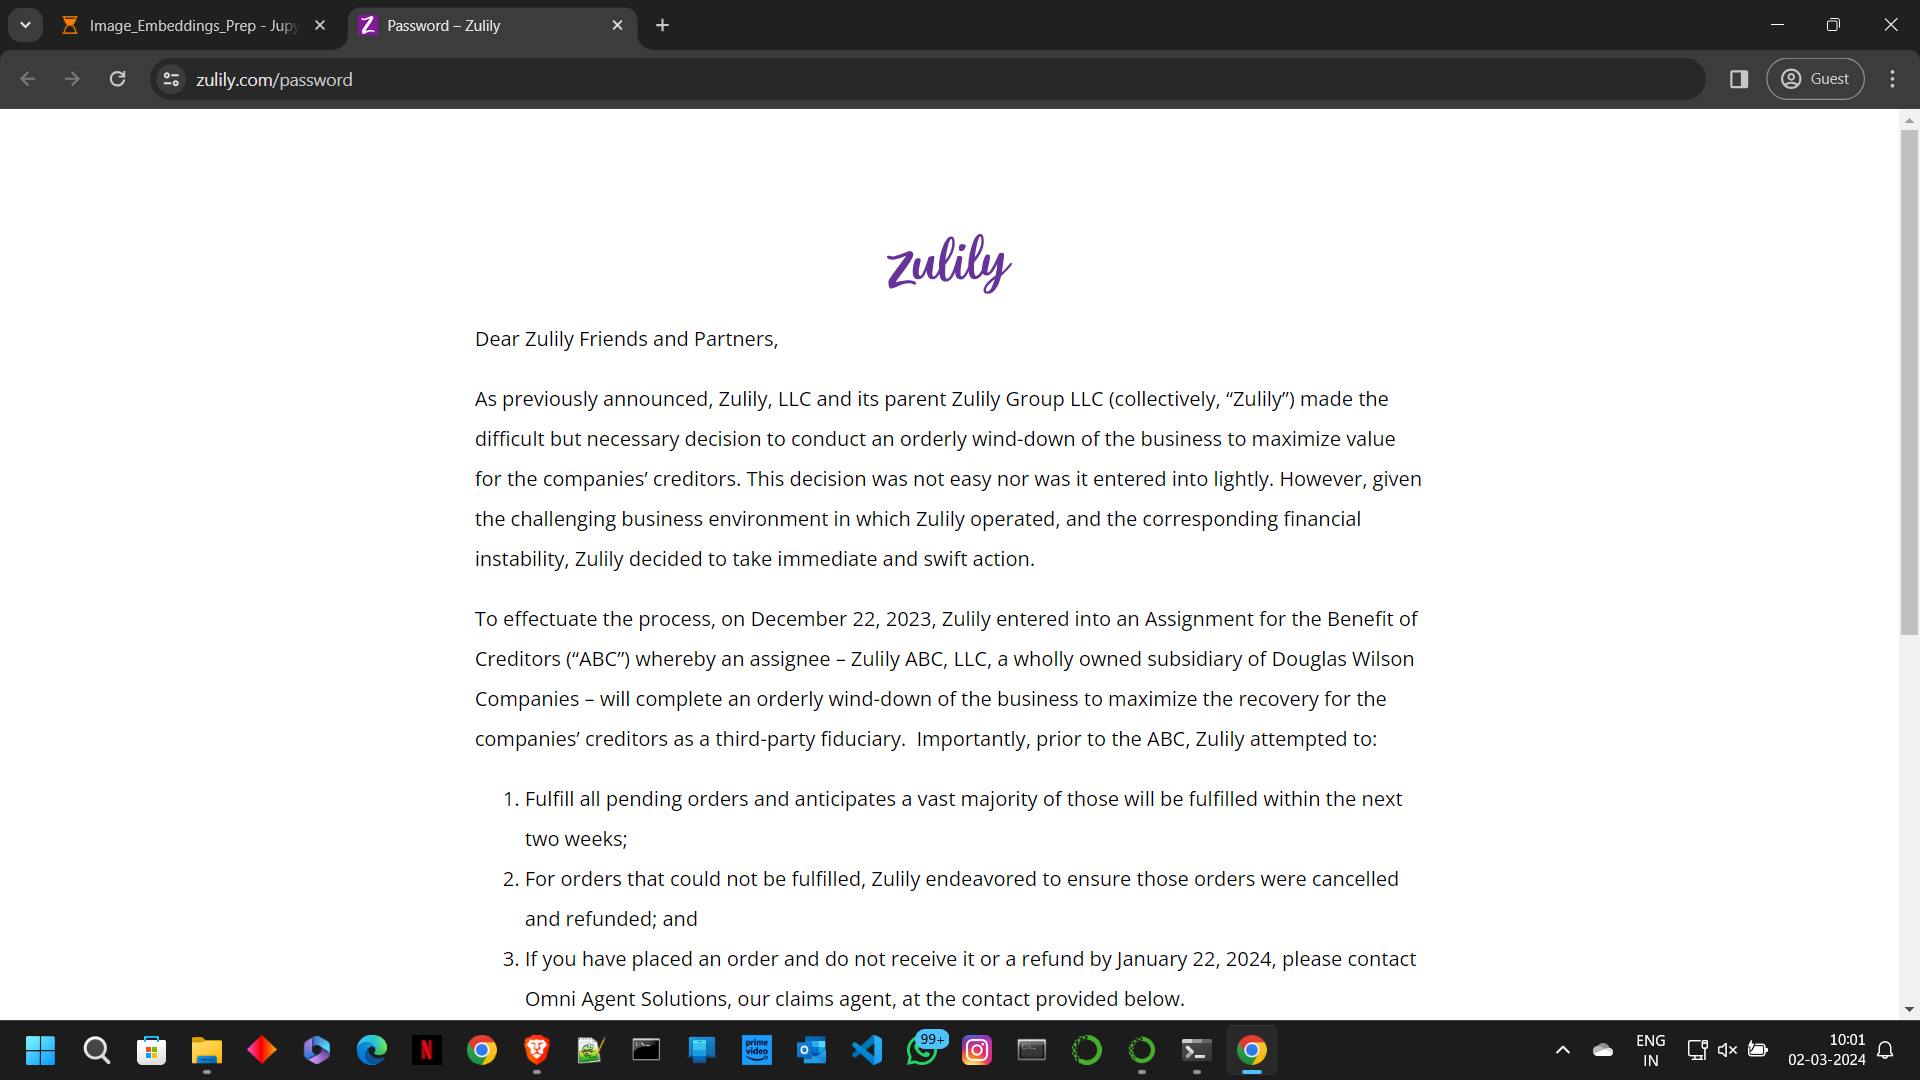 Image_Embeddings_Prep - Jupy
Password – Zulily
zulily.com/password
Guest
zulily
Dear Zulily Friends and Partners,
As previously announced, Zulily, LLC and its parent Zulily Group LLC (collectively, “Zulily”) made the
difficult but necessary decision to conduct an orderly wind-down of the business to maximize value
for the companies’ creditors. This decision was not easy nor was it entered into lightly. However, given
the challenging business environment in which Zulily operated, and the corresponding financial
instability, Zulily decided to take immediate and swift action.
To effectuate the process, on December 22, 2023, Zulily entered into an Assignment for the Benefit of
Creditors (“ABC”) whereby an assignee – Zulily ABC, LLC, a wholly owned subsidiary of Douglas Wilson
Companies – will complete an orderly wind-down of the business to maximize the recovery for the
companies’ creditors as a third-party fiduciary.  Importantly, prior to the ABC, Zulily attempted to:
1. Fulfill all pending orders and anticipates a vast majority of those will be fulfilled within the next
two weeks;
2. For orders that could not be fulfilled, Zulily endeavored to ensure those orders were cancelled
and refunded; and
3. If you have placed an order and do not receive it or a refund by January 22, 2024, please contact
Omni Agent Solutions, our claims agent, at the contact provided below.
prime video
99+
ENG
IN
10:01
02-03-2024